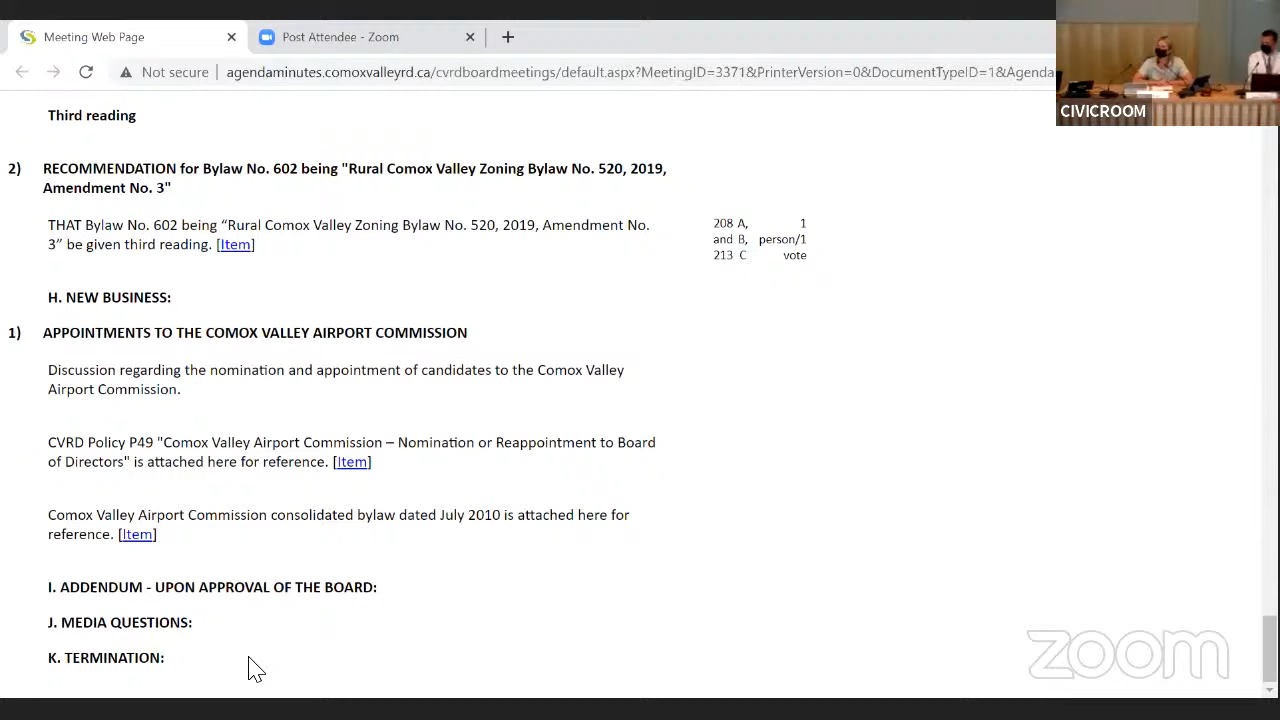 Meeting Web Page
Post Attendee - Zoom
Not secure
agendaminutes.comoxvalleyrd.ca/cvrdboardmeetings/default.aspx?MeetingID=3371&PrinterVersion=0&DocumentTypeID=1&Agenda
CIVICROOM
Third reading
2) RECOMMENDATION for Bylaw No. 602 being "Rural Comox Valley Zoning Bylaw No. 520, 2019,
Amendment No. 3"
THAT Bylaw No. 602 being “Rural Comox Valley Zoning Bylaw No. 520, 2019, Amendment No.
3” be given third reading. [Item]
208 A, 1
and B, person/1
213 C vote
H. NEW BUSINESS:
1) APPOINTMENTS TO THE COMOX VALLEY AIRPORT COMMISSION
Discussion regarding the nomination and appointment of candidates to the Comox Valley
Airport Commission.
CVRD Policy P49 "Comox Valley Airport Commission – Nomination or Reappointment to Board
of Directors" is attached here for reference. [Item]
Comox Valley Airport Commission consolidated bylaw dated July 2010 is attached here for
reference. [Item]
I. ADDENDUM - UPON APPROVAL OF THE BOARD:
J. MEDIA QUESTIONS:
K. TERMINATION:
zoom